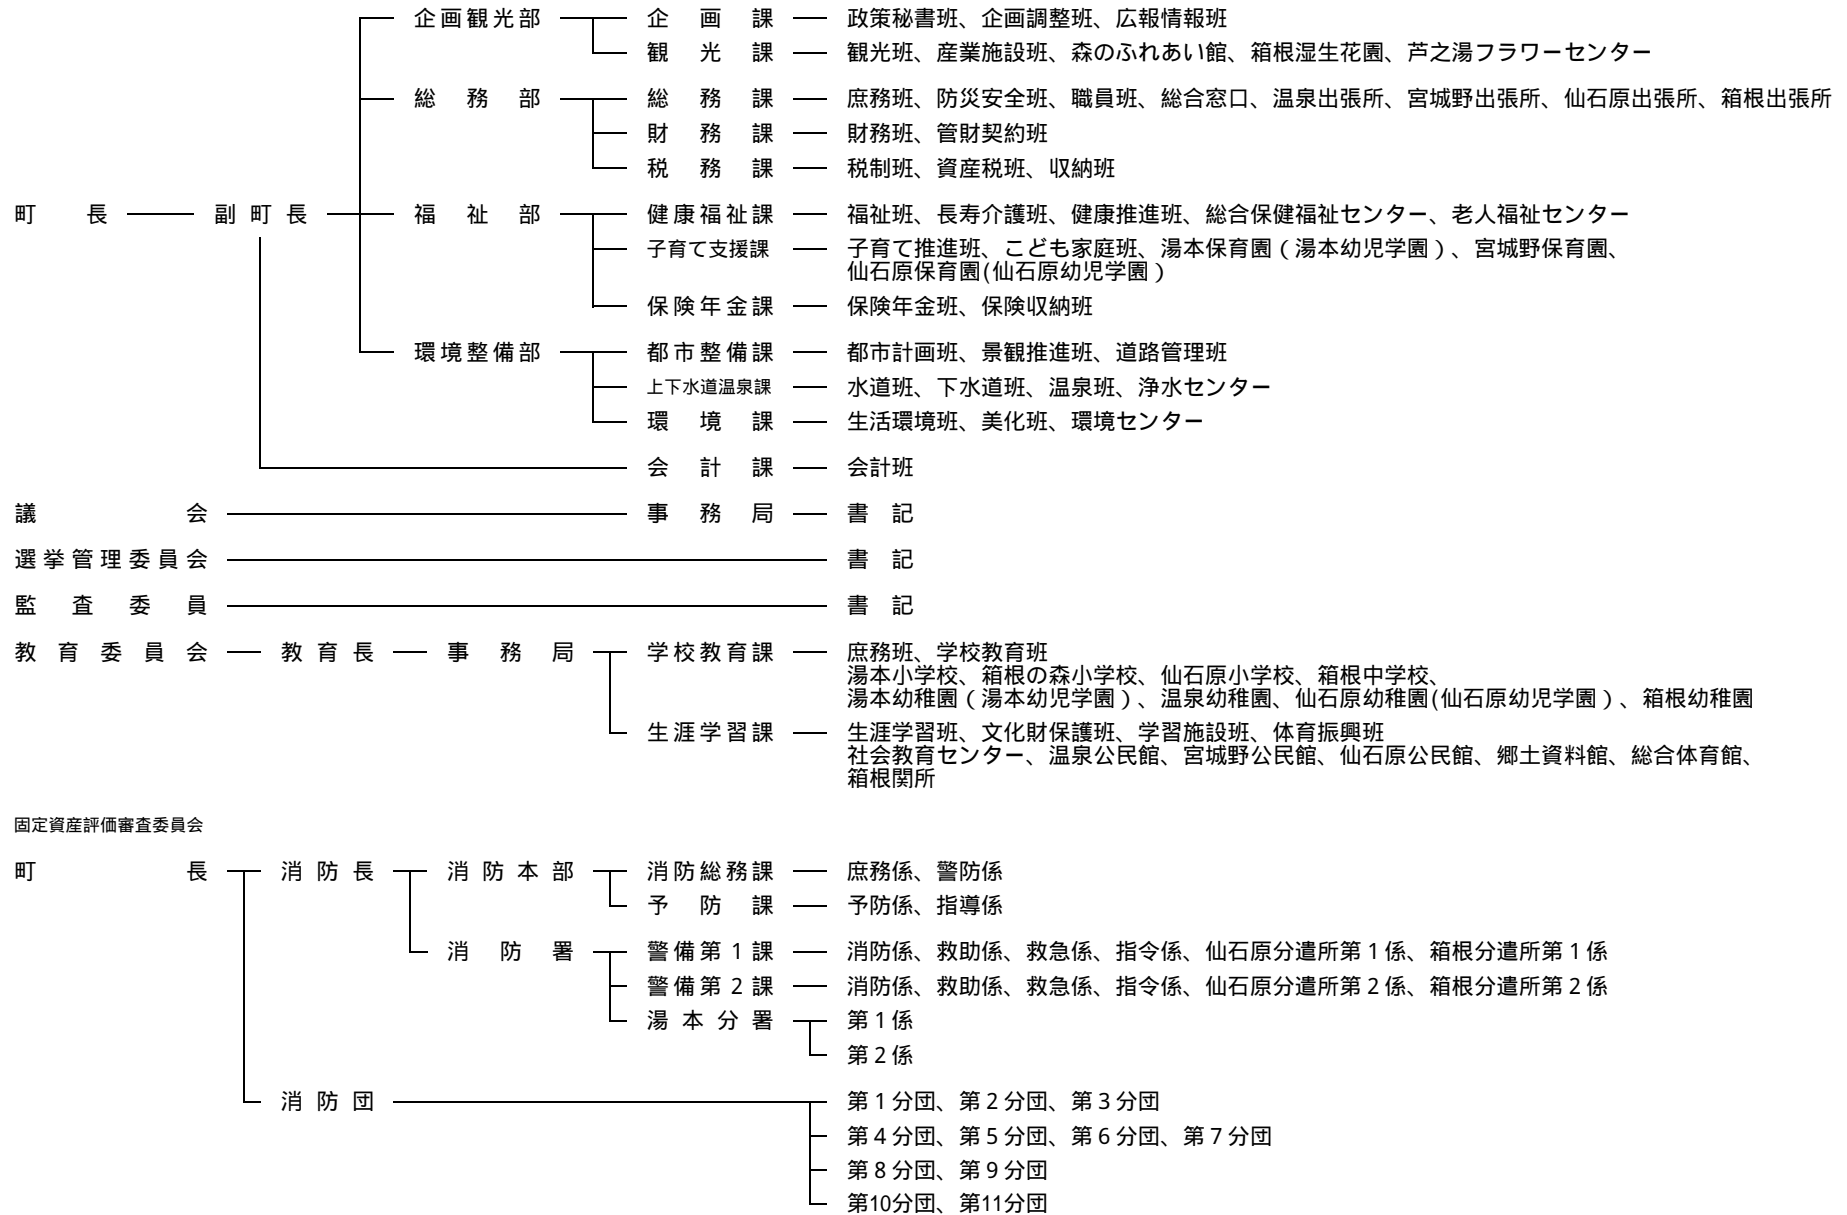 企画観光部 企画課 政策秘書班、企画調整班、広報情報班
観光課 観光班、産業施設班、森のふれあい館、箱根湿生花園、芦之湯フラワーセンター
総務部 総務課 庶務班、防災安全班、職員班、総合窓口、温泉出張所、宮城野出張所、仙石原出張所、箱根出張所
財務課 財務班、管財契約班
税務課 税制班、資産税班、収納班
町長 副町長 福祉部 健康福祉課 福祉班、長寿介護班、健康推進班、総合保健福祉センター、老人福祉センター
子育て支援課 子育て推進班、こども家庭班、湯本保育園（湯本幼児学園）、宮城野保育園、
仙石原保育園(仙石原幼児学園）
保険年金課 保険年金班、保険収納班
環境整備部 都市整備課 都市計画班、景観推進班、道路管理班
上下水道温泉課 水道班、下水道班、温泉班、浄水センター
環境課 生活環境班、美化班、環境センター
会計課 会計班
議会 事務局 書記
選挙管理委員会 書記
監査委員 書記
教育委員会 教育長 事務局 学校教育課 庶務班、学校教育班
湯本小学校、箱根の森小学校、仙石原小学校、箱根中学校、
湯本幼稚園（湯本幼児学園）、温泉幼稚園、仙石原幼稚園(仙石原幼児学園）、箱根幼稚園
生涯学習課 生涯学習班、文化財保護班、学習施設班、体育振興班
社会教育センター、温泉公民館、宮城野公民館、仙石原公民館、郷土資料館、総合体育館、
箱根関所
固定資産評価審査委員会
町長 消防長 消防本部 消防総務課 庶務係、警防係
予防課 予防係、指導係
消防署 警備第1課 消防係、救助係、救急係、指令係、仙石原分遣所第1係、箱根分遣所第1係
警備第2課 消防係、救助係、救急係、指令係、仙石原分遣所第2係、箱根分遣所第2係
湯本分署 第1係
第2係
消防団 第1分団、第2分団、第3分団
第4分団、第5分団、第6分団、第7分団
第8分団、第9分団
第10分団、第11分団